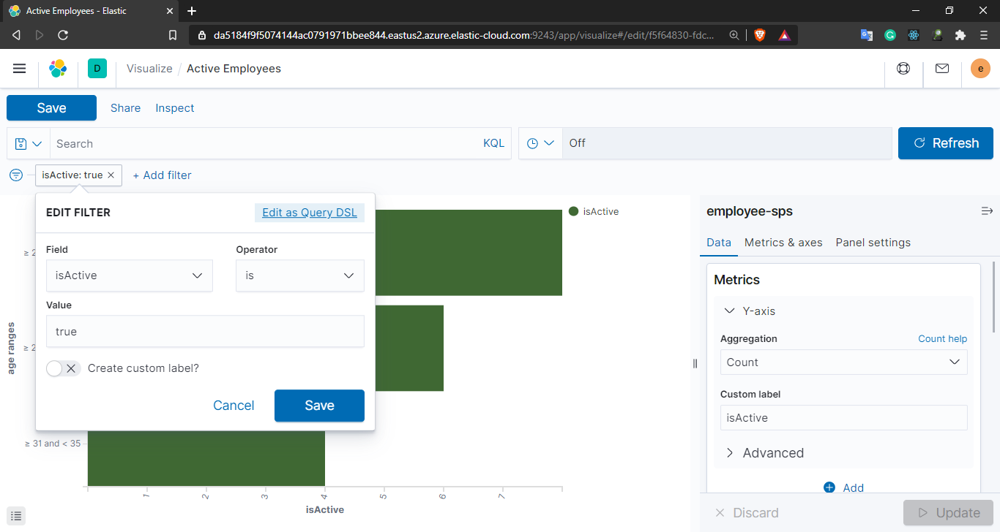 Active Employees - Elastic
da5184f9f5074144ac0791971bbee844.eastus2.azure.elastic-cloud.com:9243/app/visualize#/edit/f5f64830-fdc...
D
Visualize / Active Employees
e
Save
Share
Inspect
Search
KQL
Off
Refresh
isActive: true
+ Add filter
EDIT FILTER
Edit as Query DSL
Field
Operator
isActive
is
Value
true
Create custom label?
Cancel
Save
isActive
≥ 2
≥ 2
≥ 31 and < 35
age ranges
1
2
3
4
5
6
7
isActive
employee-sps
Data
Metrics & axes
Panel settings
Metrics
Y-axis
Aggregation
Count help
Count
Custom label
isActive
Advanced
Add
Discard
Update